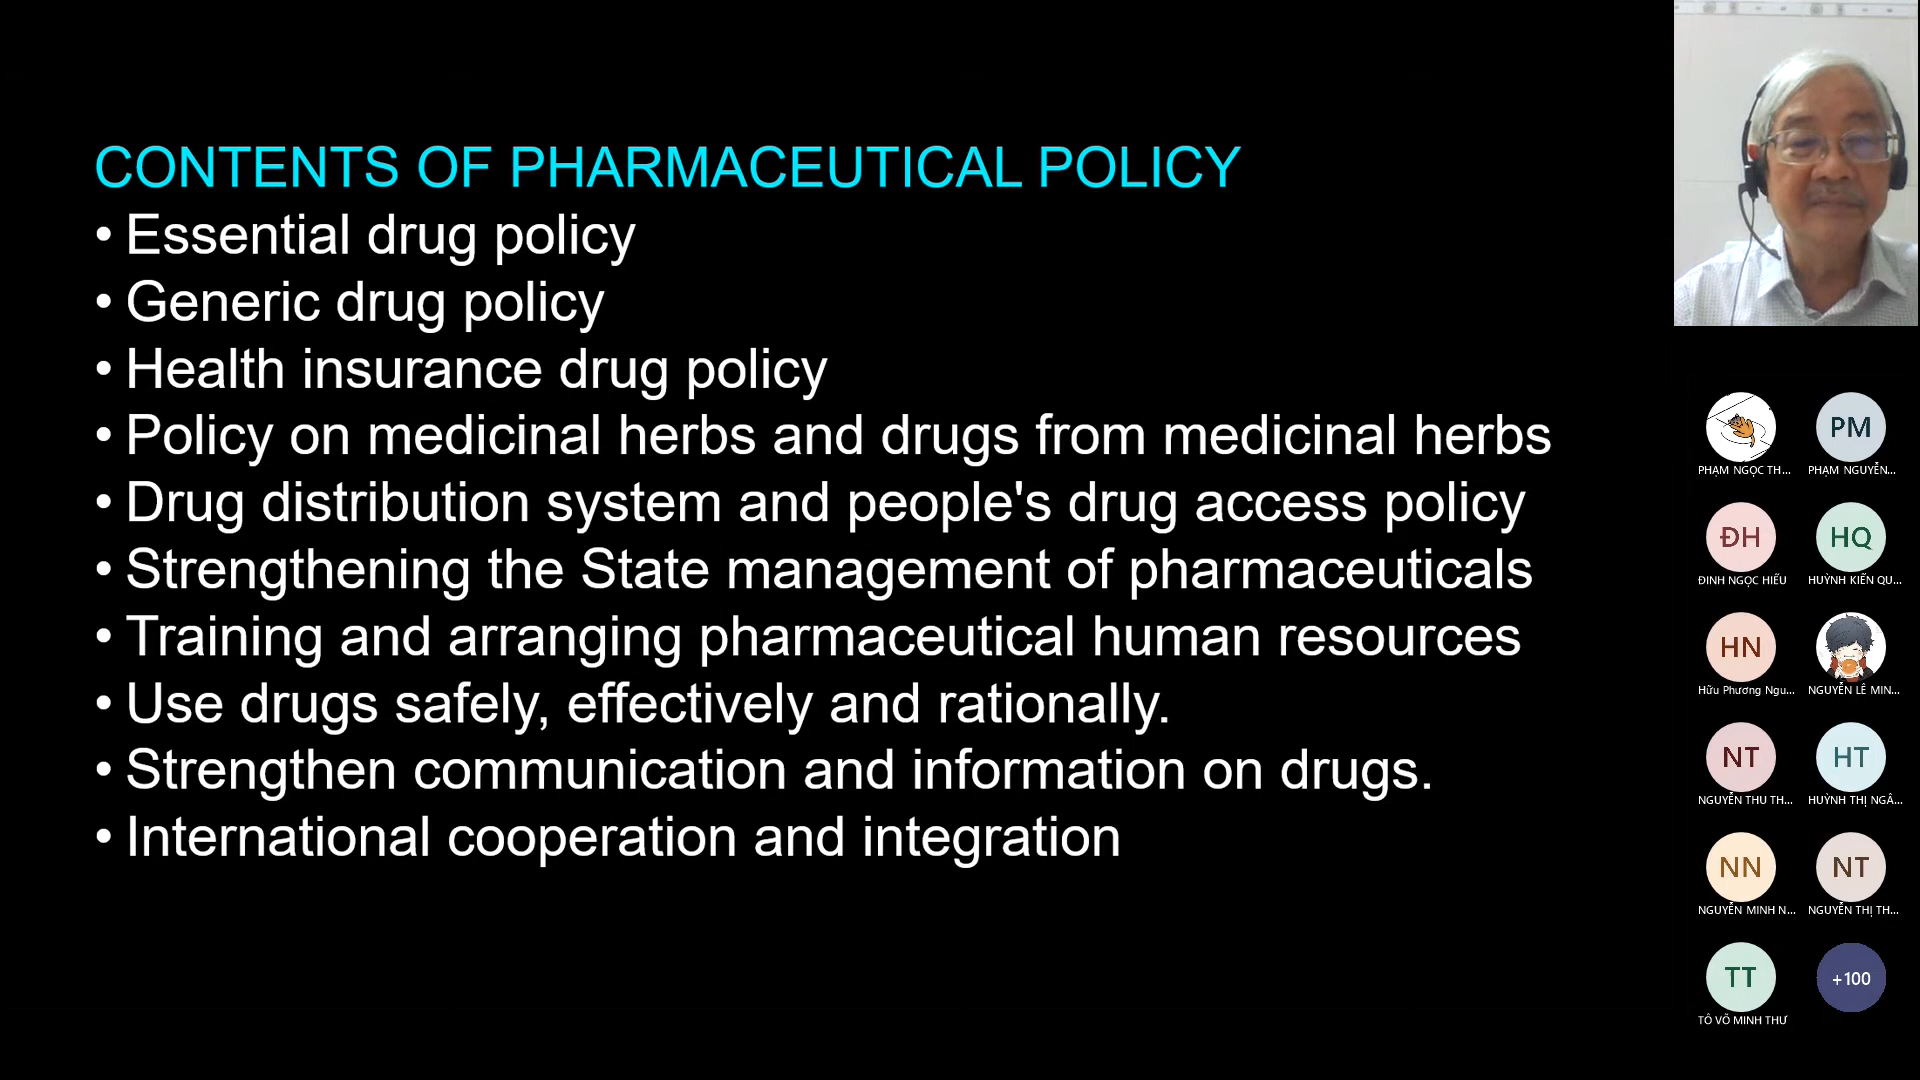 CONTENTS OF PHARMACEUTICAL POLICY
• Essential drug policy
• Generic drug policy
• Health insurance drug policy
• Policy on medicinal herbs and drugs from medicinal herbs
• Drug distribution system and people's drug access policy
• Strengthening the State management of pharmaceuticals
• Training and arranging pharmaceutical human resources
• Use drugs safely, effectively and rationally.
• Strengthen communication and information on drugs.
• International cooperation and integration
PM
PHẠM NGỌC TH...
PHẠM NGUYỄN...
ĐH
HQ
ĐINH NGỌC HIẾU
HUỲNH KIẾN QU...
HN
Hữu Phương Ngu...
NGUYỄN LÊ MIN...
NT
HT
NGUYỄN THU TH...
HUỲNH THỊ NGÂ...
NN
NT
NGUYỄN MINH N...
NGUYỄN THỊ TH...
TT
+100
TÔ VÕ MINH THƯ